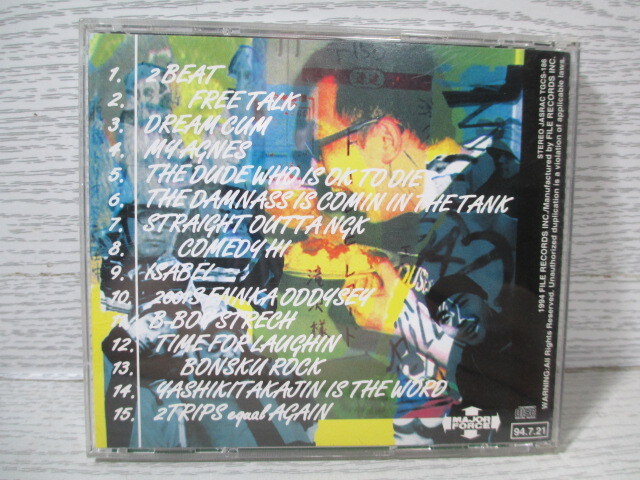 1. 2 BEAT
2. FREE TALK
3. DREAM CUM
4. MY AGNES
5. THE DUDE WHO IS OK TO DIE
6. THE DAMNASS IS COMIN IN THE TANK
7. STRAIGHT OUTTA NGK
8. COMEDY HI
9. ISABEL
10. 2001'S ENNKA ODDYSEY
11. B-BOY STRECH
12. TIME FOR LAUGHIN
13. BONSKU ROCK
14. YASHIKITAKAJIN IS THE WORD
15. 2TRIPS equal AGAIN
MAJOR
FORCE
94.7.21
STEREO JASRAC TGCS-186
1994 FILE RECORDS INC./Manufactured by FILE RECORDS INC.
WARNING:All Rights Reserved. Unauthorized duplication is a violation of applicable laws.